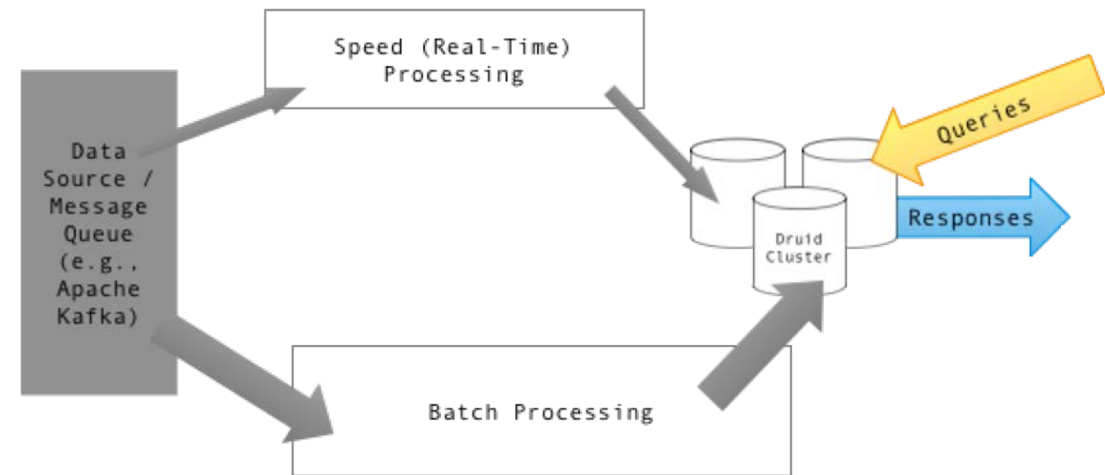 Speed (Real-Time)
Processing
Data
Source /
Message
Queue
(e.g.,
Apache
Kafka)
Queries
Responses
Druid
Cluster
Batch Processing